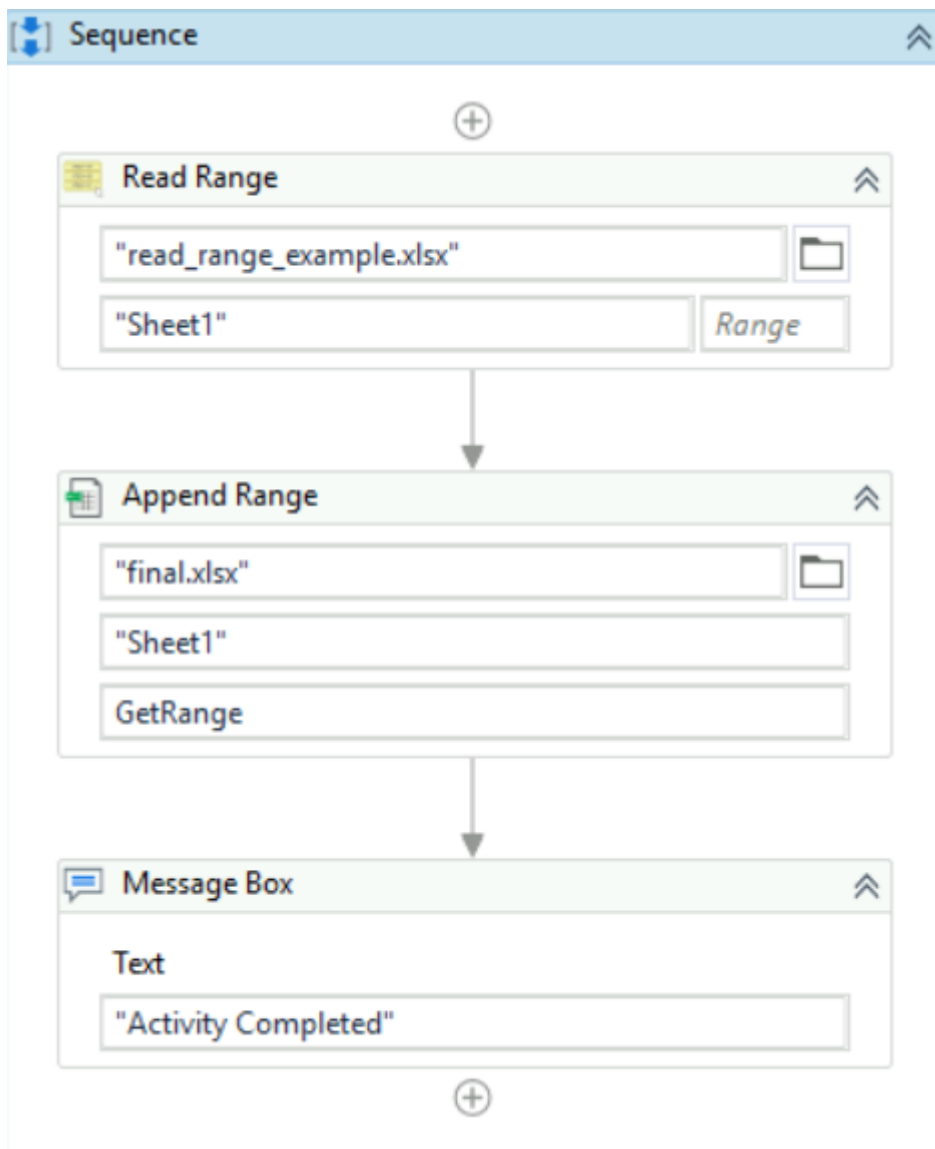 Sequence
Read Range
"read_range_example.xlsx"
"Sheet1" Range
Append Range
"final.xlsx"
"Sheet1"
GetRange
Message Box
Text
"Activity Completed"